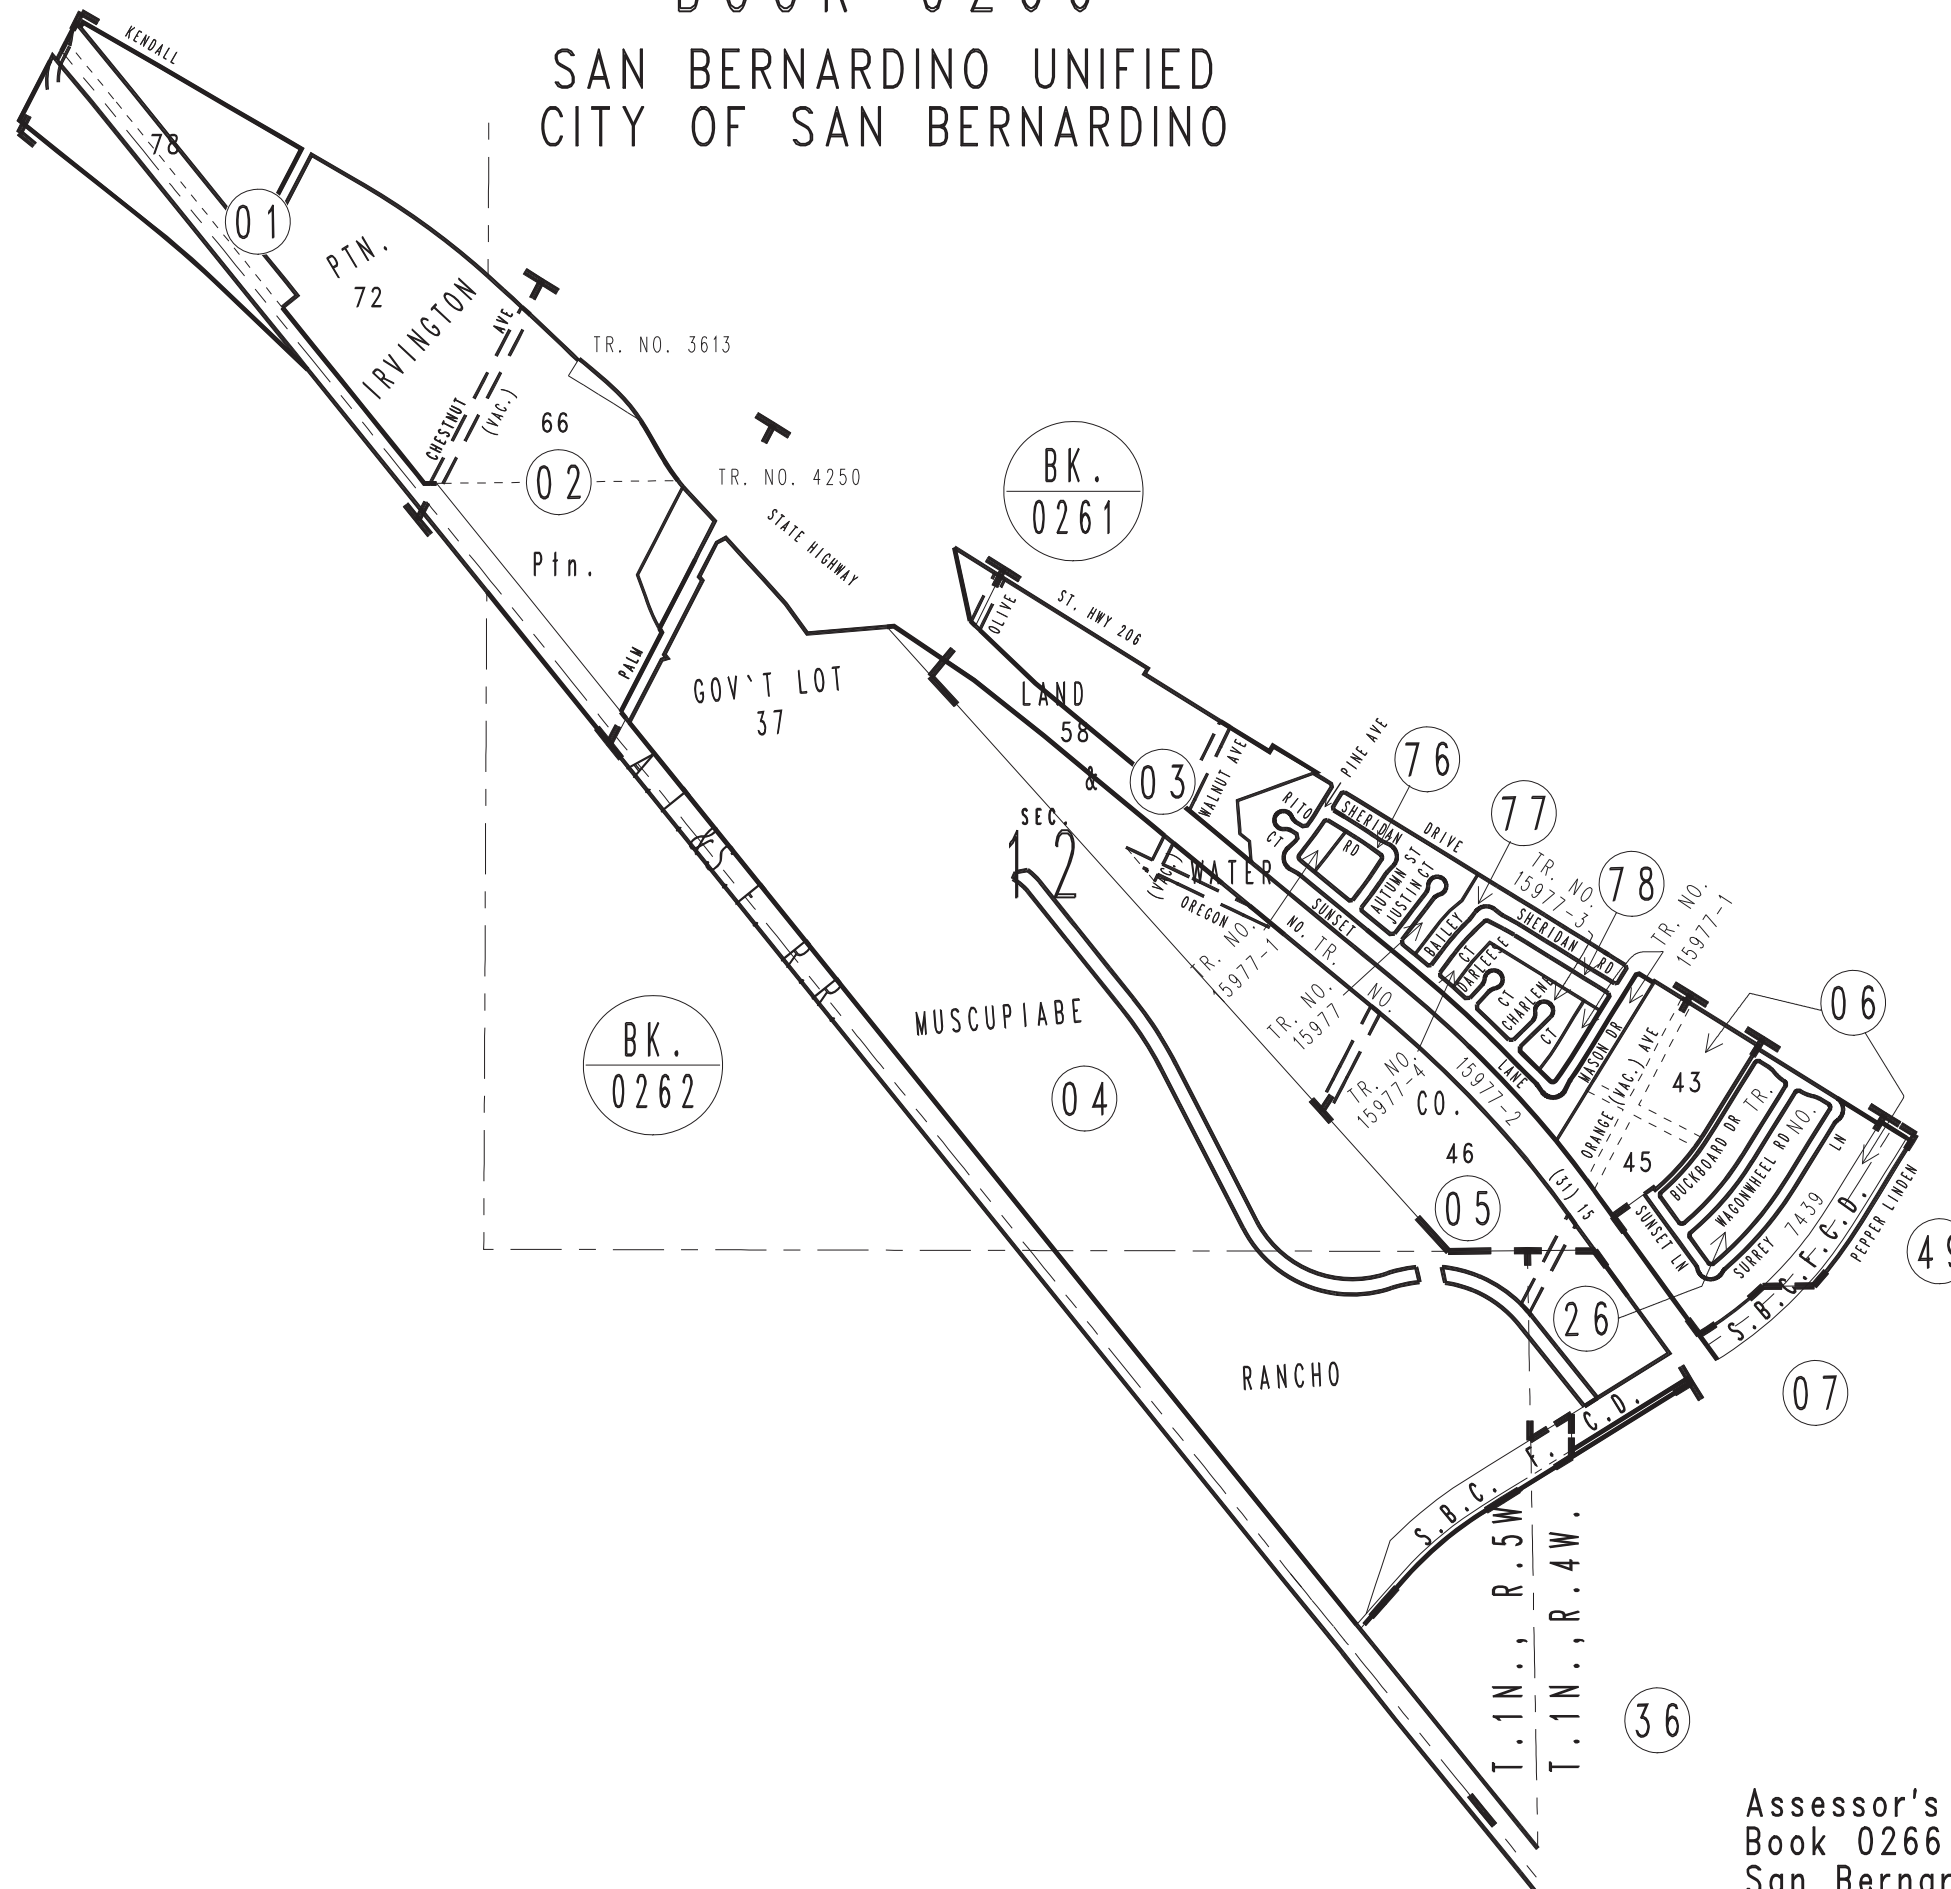 SAN BERNARDINO UNIFIED
CITY OF SAN BERNARDINO
KENDALL
78
01
PTN.
72
IRVINGTON
CHESTNUT AVE
(VAC.)
TR. NO. 3613
66
02
Ptn.
TR. NO. 4250
STATE HIGHWAY
BK.
0261
PALM
GOV'T LOT
37
OLIVE
ST. HWY 206
LAND
58
&
03
WALNUT AVE
SEC.
12
WATER
(VAC.)
OREGON
PINE AVE
76
77
78
RITO
CT
SHERIDAN
RD
DRIVE
AUTUMN ST
JUSTIN CT
BAILEY
SUNSET
NO.
TR.
NO.
TR. NO.
15977-3
TR. NO.
15977-1
SHERIDAN
RD
CT
DARLEESE
CT
CHARLENE
CT
MASON DR
LANE
TR. NO.
15977-1
TR. NO.
15977
TR. NO.
15977-4
15977-2
A. T. & S. F. R. R.
BK.
0262
MUSCUPIABE
04
CO.
46
05
06
43
ORANGE (VAC.) AVE
45
BUCKBOARD DR
TR.
WAGONWHEEL RD
NO.
LN
SUNSET LN
SURREY
7439
S.B.C.F.C.D.
PEPPER LINDEN
(31) 15
26
07
RANCHO
S.B.C. F. C.D.
T.1N., R.5W
T.1N.,R.4W.
36
Assessor's
Book 0266